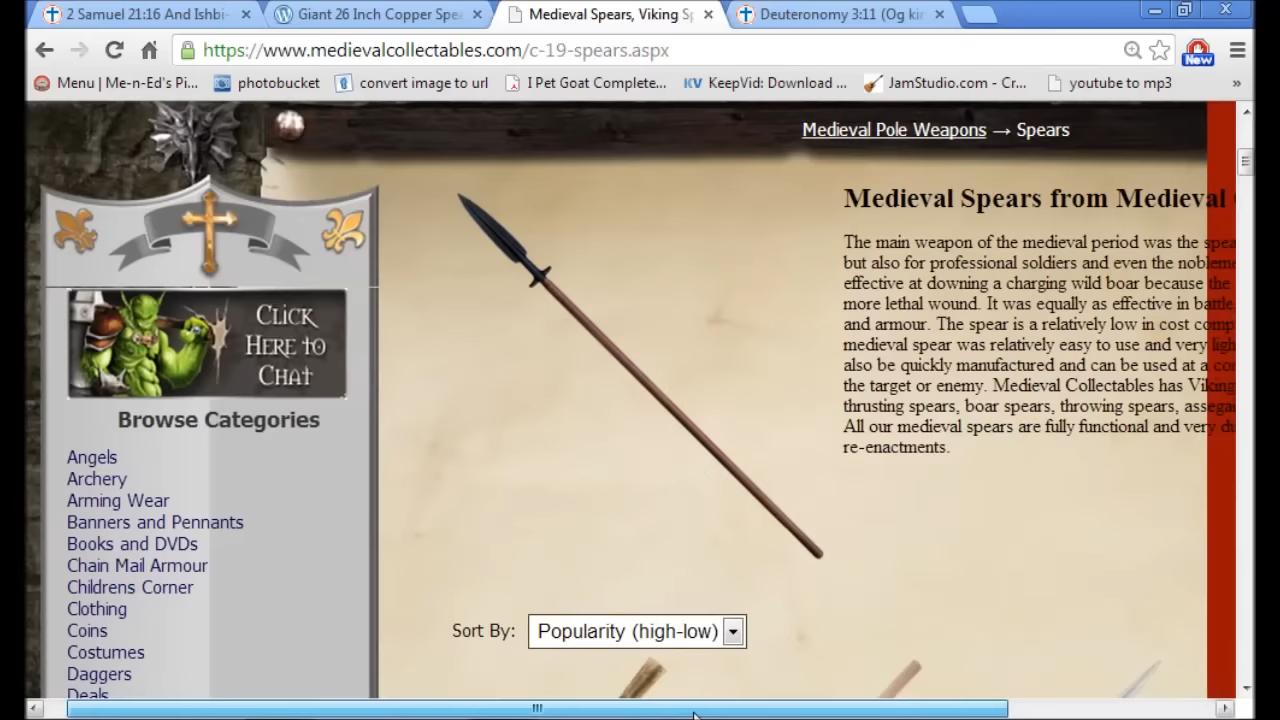 2 Samuel 21:16 And Ishbi-
Giant 26 Inch Copper Spe
Medieval Spears, Viking Sp
Deuteronomy 3:11 (Og kin
https://www.medievalcollectables.com/c-19-spears.aspx
New
Menu | Me-n-Ed's Pi...
photobucket
convert image to url
I Pet Goat Complete...
KV KeepVid: Download ...
JamStudio.com - Cr...
youtube to mp3
»
Medieval Pole Weapons → Spears
Medieval Spears from Medieval
The main weapon of the medieval period was the spea
but also for professional soldiers and even the nobleme
effective at downing a charging wild boar because the
more lethal wound. It was equally as effective in battle
and armour. The spear is a relatively low in cost comp
medieval spear was relatively easy to use and very ligh
also be quickly manufactured and can be used at a co
the target or enemy. Medieval Collectables has Viking
thrusting spears, boar spears, throwing spears, assega
All our medieval spears are fully functional and very du
re-enactments.
CLICK
HERE TO
CHAT
Browse Categories
Angels
Archery
Arming Wear
Banners and Pennants
Books and DVDs
Chain Mail Armour
Childrens Corner
Clothing
Coins
Costumes
Daggers
Deals
Sort By: Popularity (high-low)